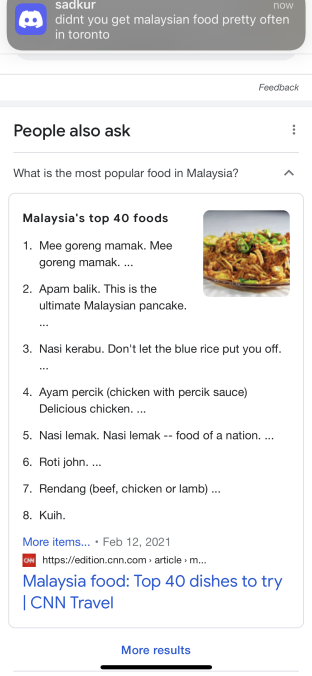 sadkur
now
didnt you get malaysian food pretty often
in toronto
Feedback
People also ask
What is the most popular food in Malaysia?
Malaysia's top 40 foods
1. Mee goreng mamak. Mee
goreng mamak. ...
2. Apam balik. This is the
ultimate Malaysian pancake.
...
3. Nasi kerabu. Don't let the blue rice put you off.
...
4. Ayam percik (chicken with percik sauce)
Delicious chicken. ...
5. Nasi lemak. Nasi lemak -- food of a nation. ...
6. Roti john. ...
7. Rendang (beef, chicken or lamb) ...
8. Kuih.
More items... • Feb 12, 2021
CNN https://edition.cnn.com › article › m...
Malaysia food: Top 40 dishes to try
| CNN Travel
More results